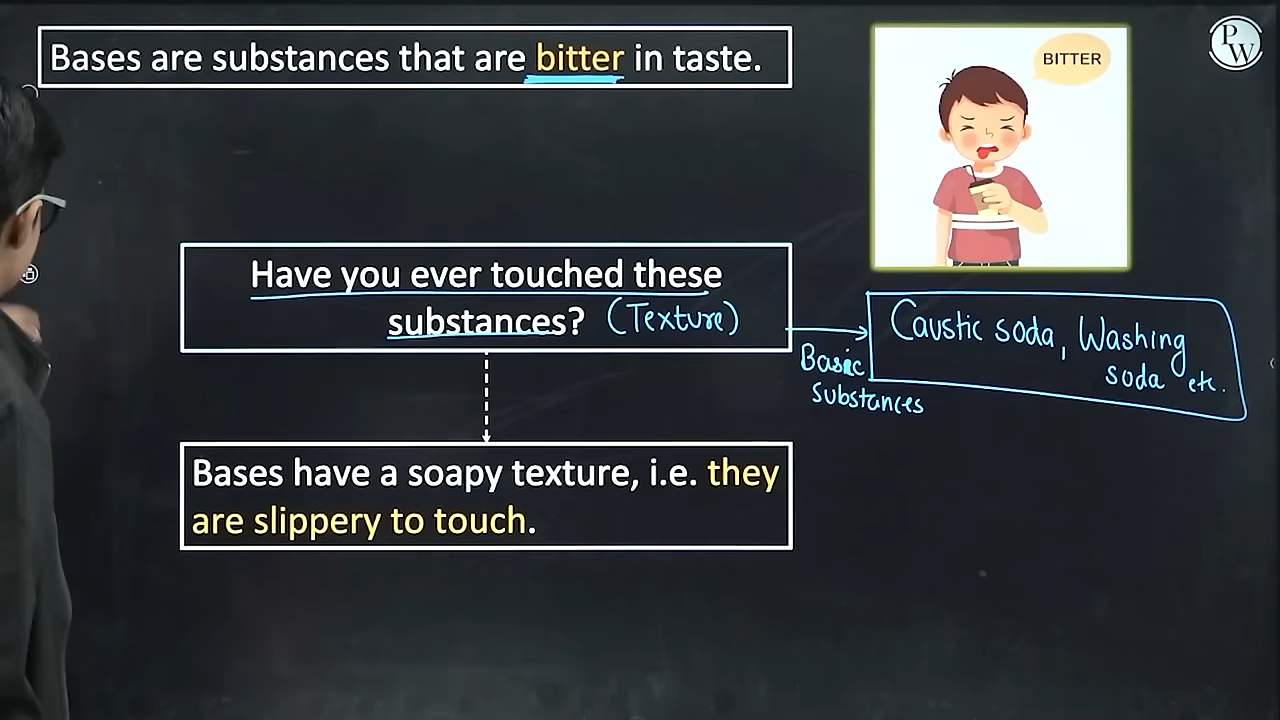 Bases are substances that are bitter in taste.
BITTER
PW
Have you ever touched these
substances? (Texture)
Basic
substances
Caustic soda, Washing
soda etc.
Bases have a soapy texture, i.e. they
are slippery to touch.